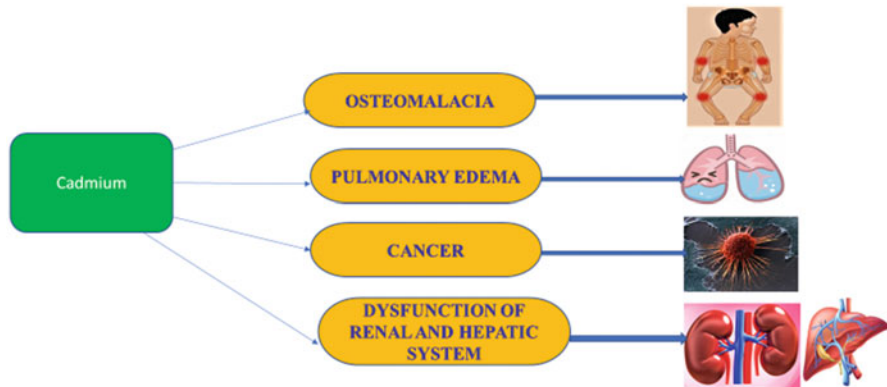 OSTEOMALACIA
Cadmium
PULMONARY EDEMA
CANCER
DYSFUNCTION OF
RENAL AND HEPATIC
SYSTEM